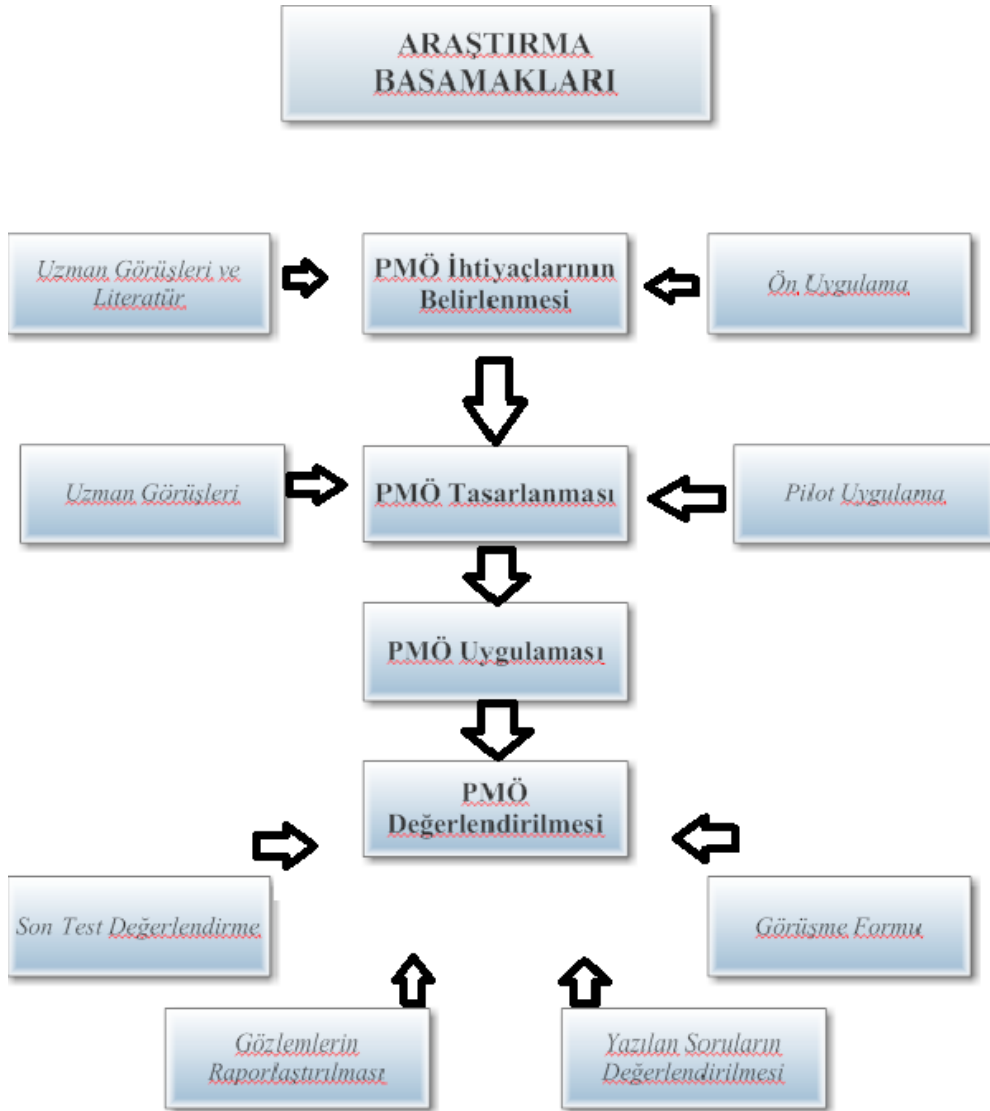 ARAŞTIRMA
BASAMAKLARI
Uzman Görüşleri ve
Literatür
PMÖ İhtiyaçlarının
Belirlenmesi
Ön Uygulama
Uzman Görüşleri
PMÖ Tasarlanması
Pilot Uygulama
PMÖ Uygulaması
PMÖ
Değerlendirilmesi
Son Test Değerlendirme
Görüşme Formu
Gözlemlerin
Raporlaştırılması
Yazılan Soruların
Değerlendirilmesi